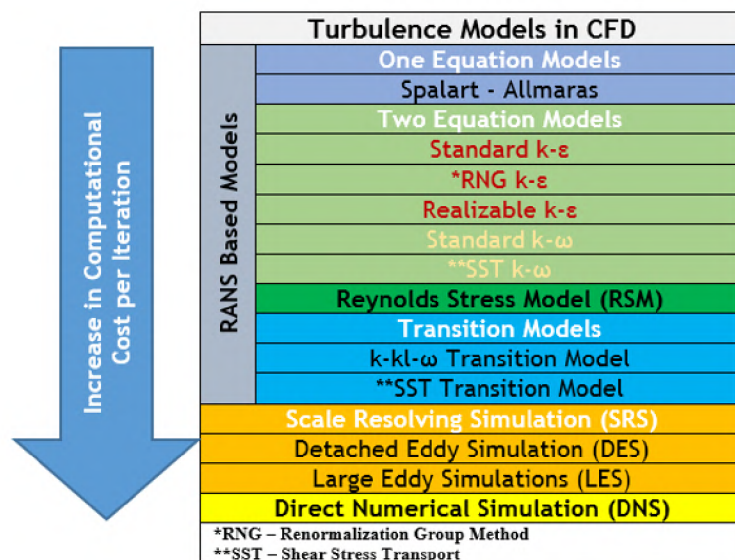 Turbulence Models in CFD
Increase in Computational
Cost per Iteration
RANS Based Models
One Equation Models
Spalart - Allmaras
Two Equation Models
Standard k-ε
*RNG k-ε
Realizable k-ε
Standard k-ω
**SST k-ω
Reynolds Stress Model (RSM)
Transition Models
k-kl-ω Transition Model
**SST Transition Model
Scale Resolving Simulation (SRS)
Detached Eddy Simulation (DES)
Large Eddy Simulations (LES)
Direct Numerical Simulation (DNS)
*RNG – Renormalization Group Method
**SST – Shear Stress Transport